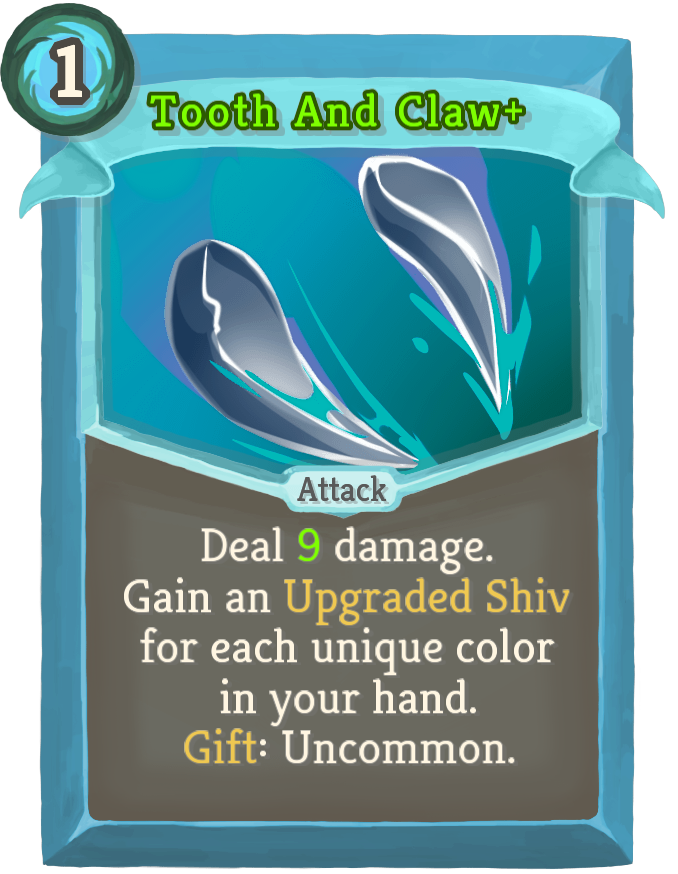 1
Tooth And Claw+
Attack
Deal 9 damage.
Gain an Upgraded Shiv
for each unique color
in your hand.
Gift: Uncommon.